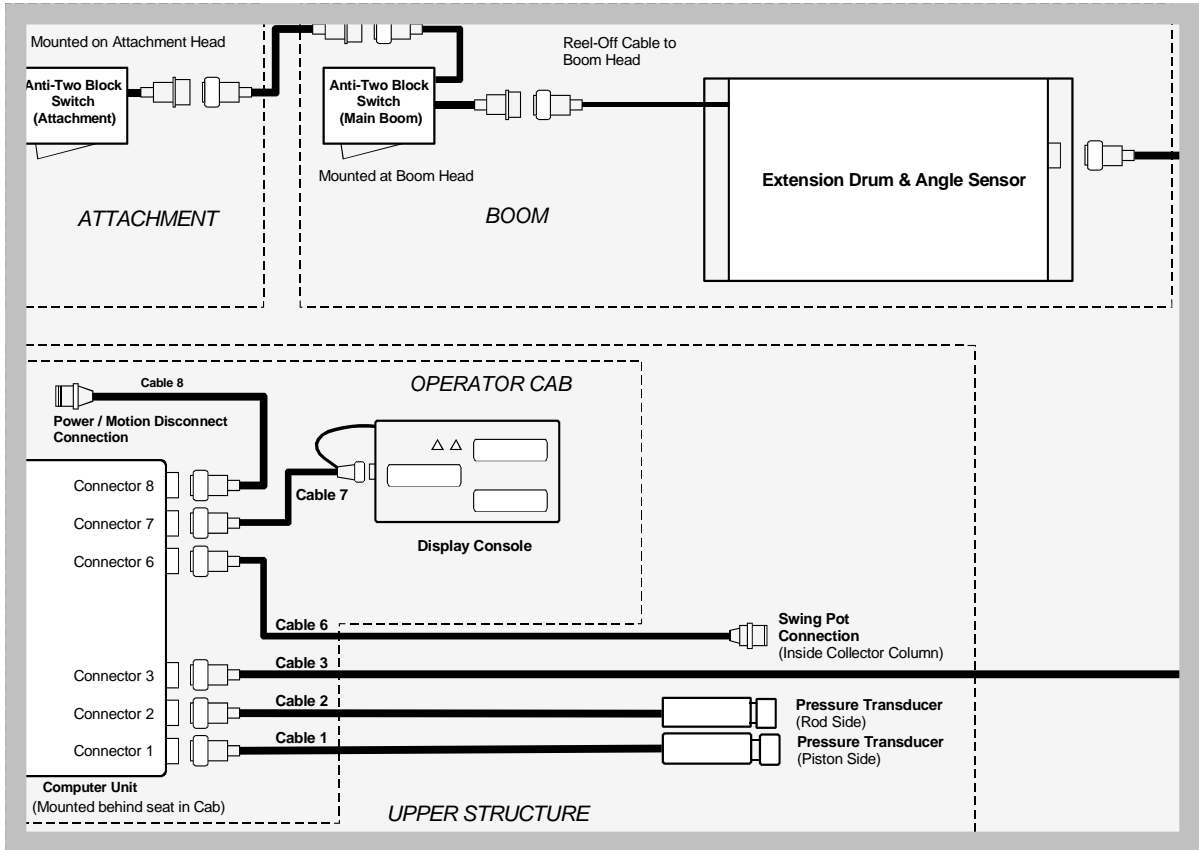 Mounted on Attachment Head
Anti-Two Block
Switch
(Attachment)
ATTACHMENT
Anti-Two Block
Switch
(Main Boom)
Mounted at Boom Head
Reel-Off Cable to
Boom Head
BOOM
Extension Drum & Angle Sensor
OPERATOR CAB
Cable 8
Power / Motion Disconnect
Connection
Connector 8
Connector 7
Connector 6
Cable 7
Display Console
Cable 6
Swing Pot
Connection
(Inside Collector Column)
Connector 3
Cable 3
Connector 2
Cable 2
Pressure Transducer
(Rod Side)
Connector 1
Cable 1
Pressure Transducer
(Piston Side)
Computer Unit
(Mounted behind seat in Cab)
UPPER STRUCTURE